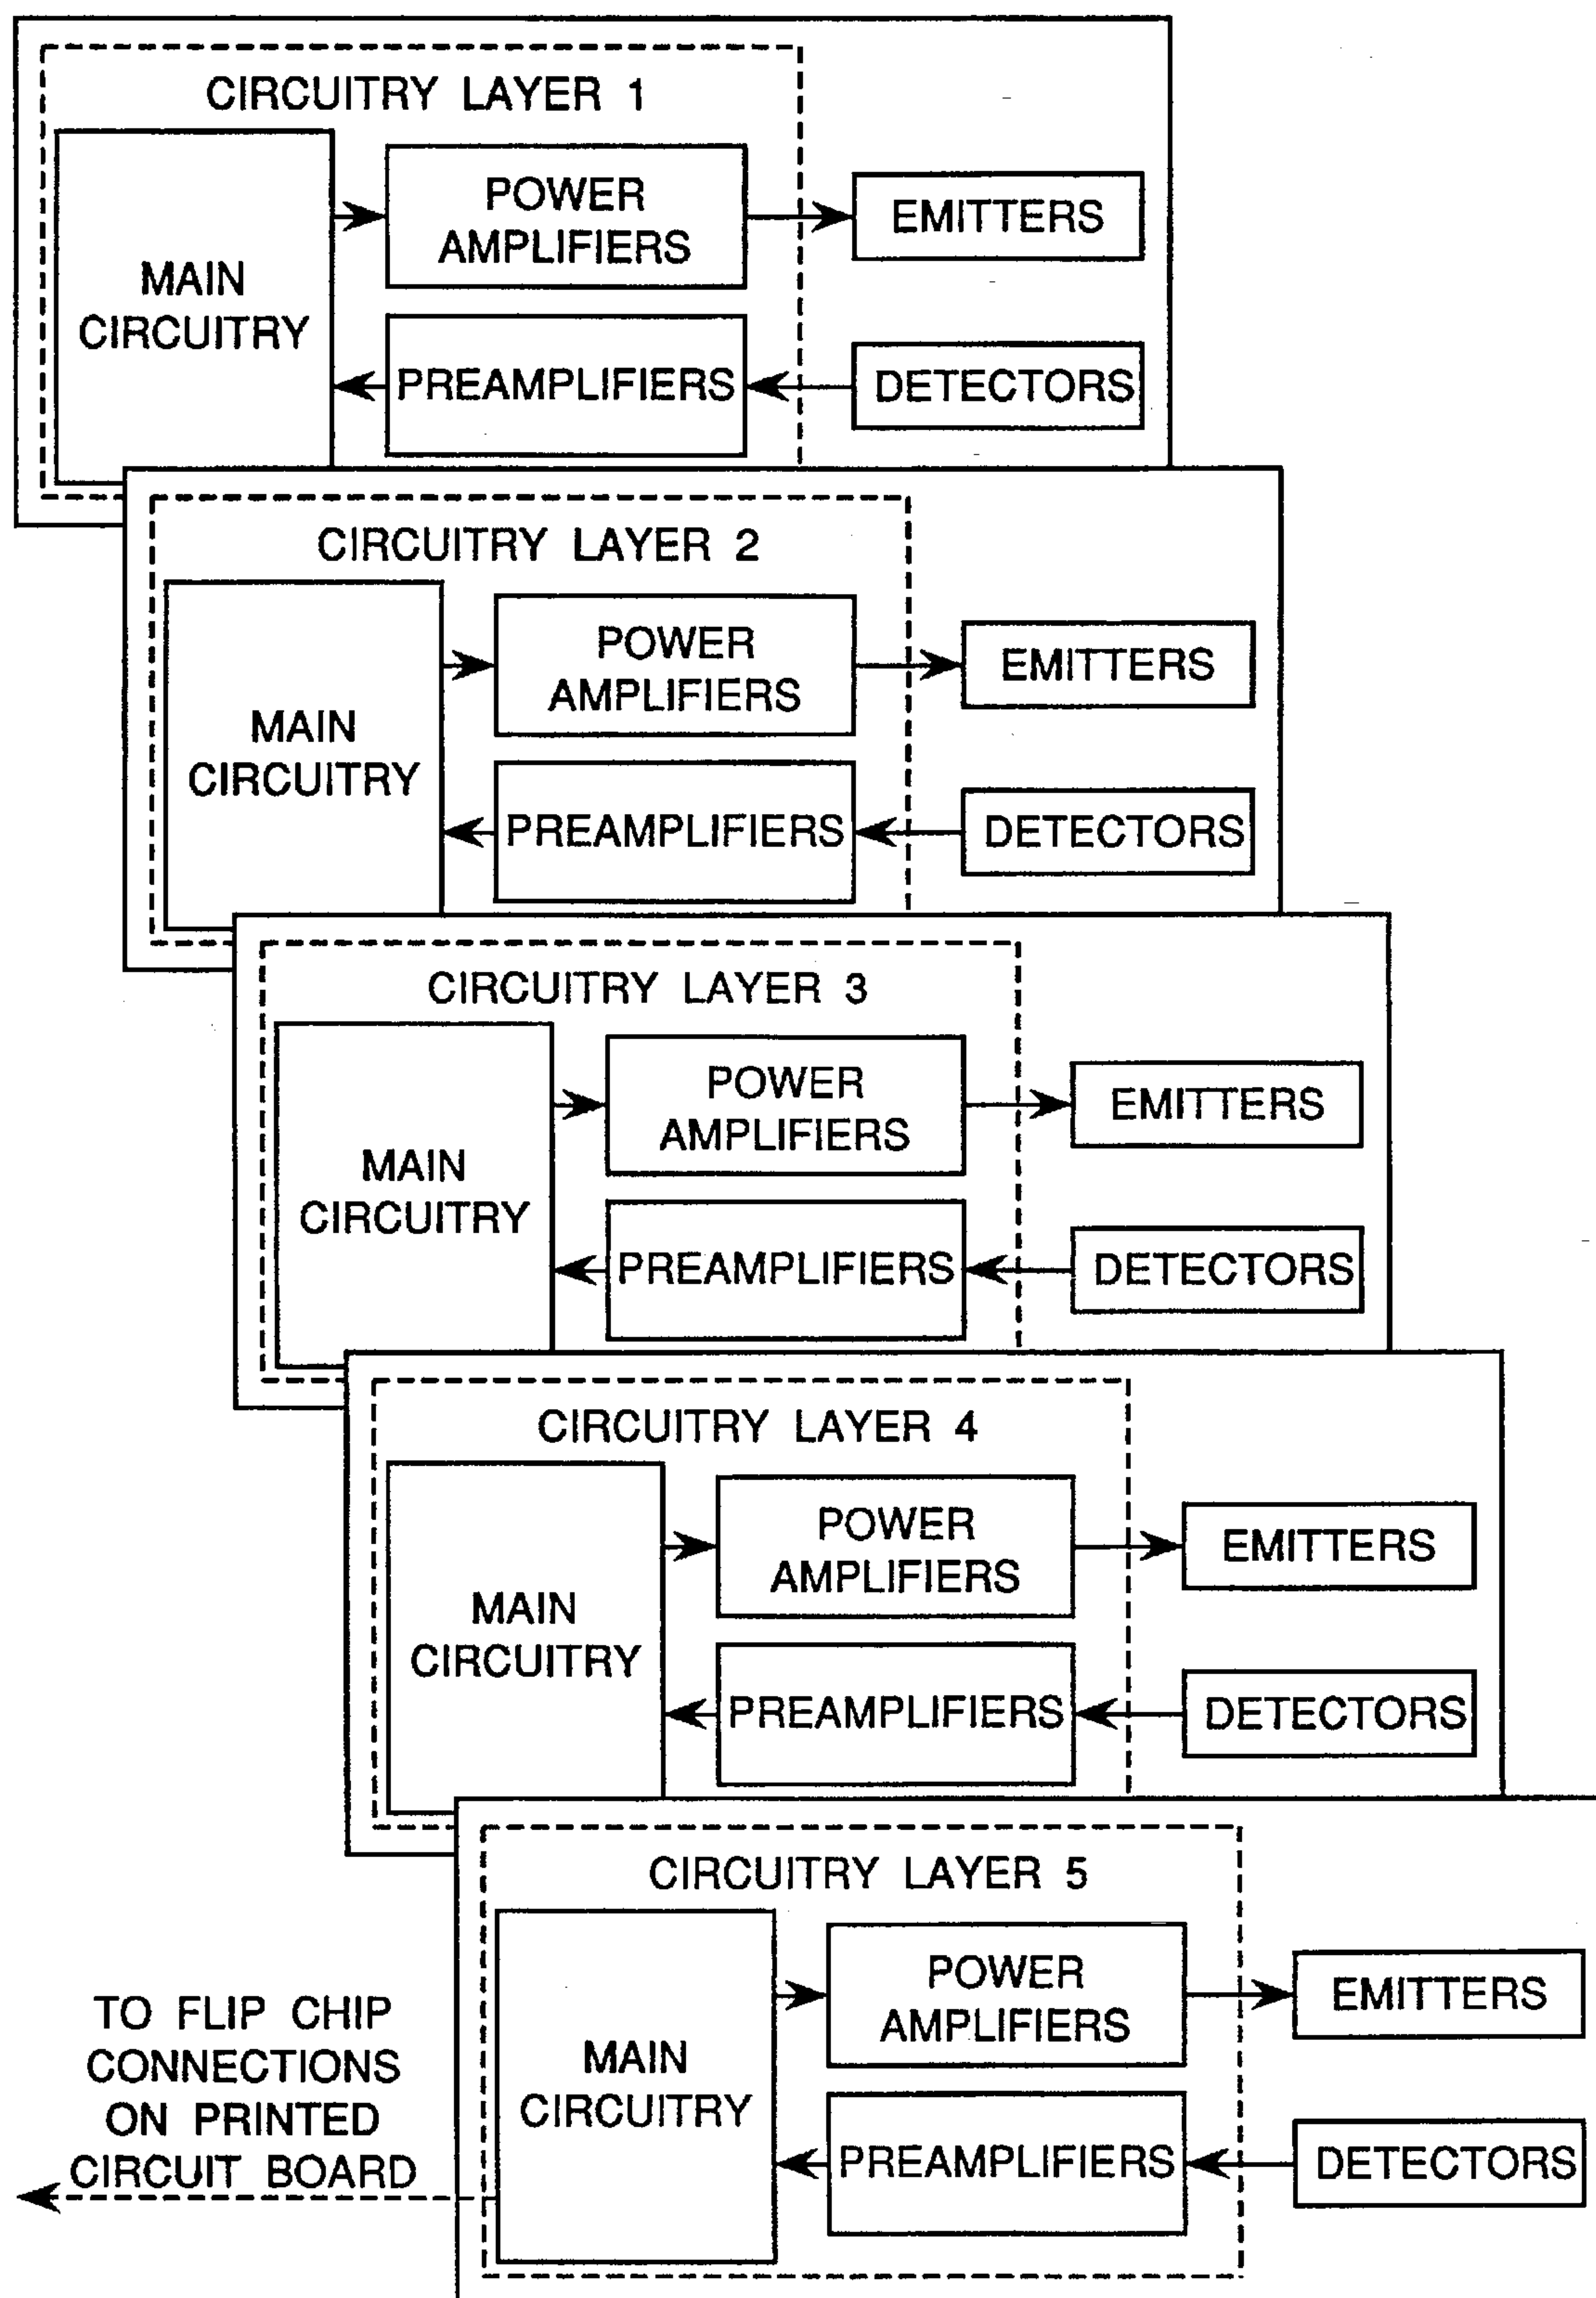 CIRCUITRY LAYER 1
MAIN
CIRCUITRY
POWER
AMPLIFIERS
EMITTERS
PREAMPLIFIERS
DETECTORS
CIRCUITRY LAYER 2
MAIN
CIRCUITRY
POWER
AMPLIFIERS
EMITTERS
PREAMPLIFIERS
DETECTORS
CIRCUITRY LAYER 3
MAIN
CIRCUITRY
POWER
AMPLIFIERS
EMITTERS
PREAMPLIFIERS
DETECTORS
CIRCUITRY LAYER 4
MAIN
CIRCUITRY
POWER
AMPLIFIERS
EMITTERS
PREAMPLIFIERS
DETECTORS
CIRCUITRY LAYER 5
MAIN
CIRCUITRY
POWER
AMPLIFIERS
EMITTERS
PREAMPLIFIERS
DETECTORS
TO FLIP CHIP
CONNECTIONS
ON PRINTED
CIRCUIT BOARD